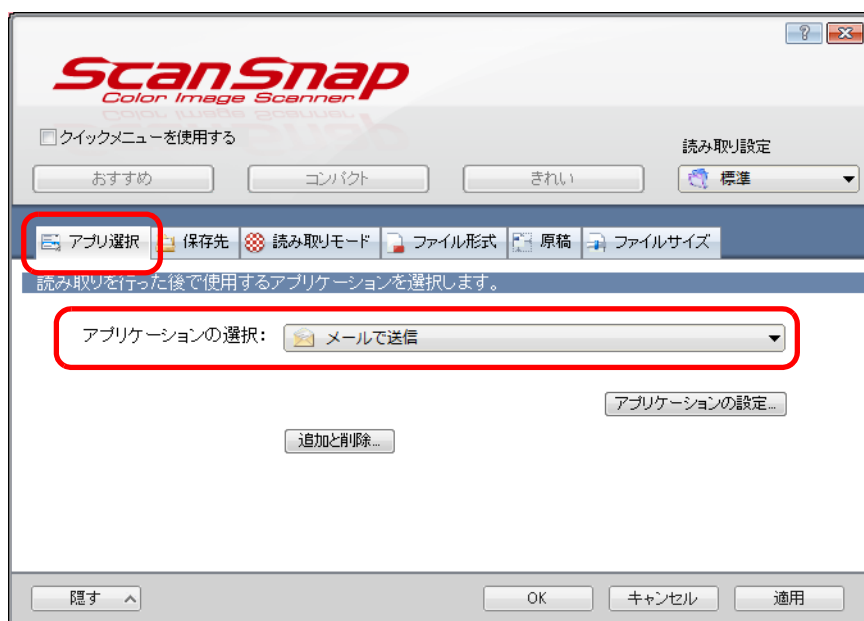 ScanSnap
Color Image Scanner
クイックメニューを使用する
読み取り設定
おすすめ コンパクト きれい 標準
アプリ選択 保存先 読み取りモード ファイル形式 原稿 ファイルサイズ
読み取りを行った後で使用するアプリケーションを選択します。
アプリケーションの選択: メールで送信
アプリケーションの設定...
追加と削除...
隠す OK キャンセル 適用